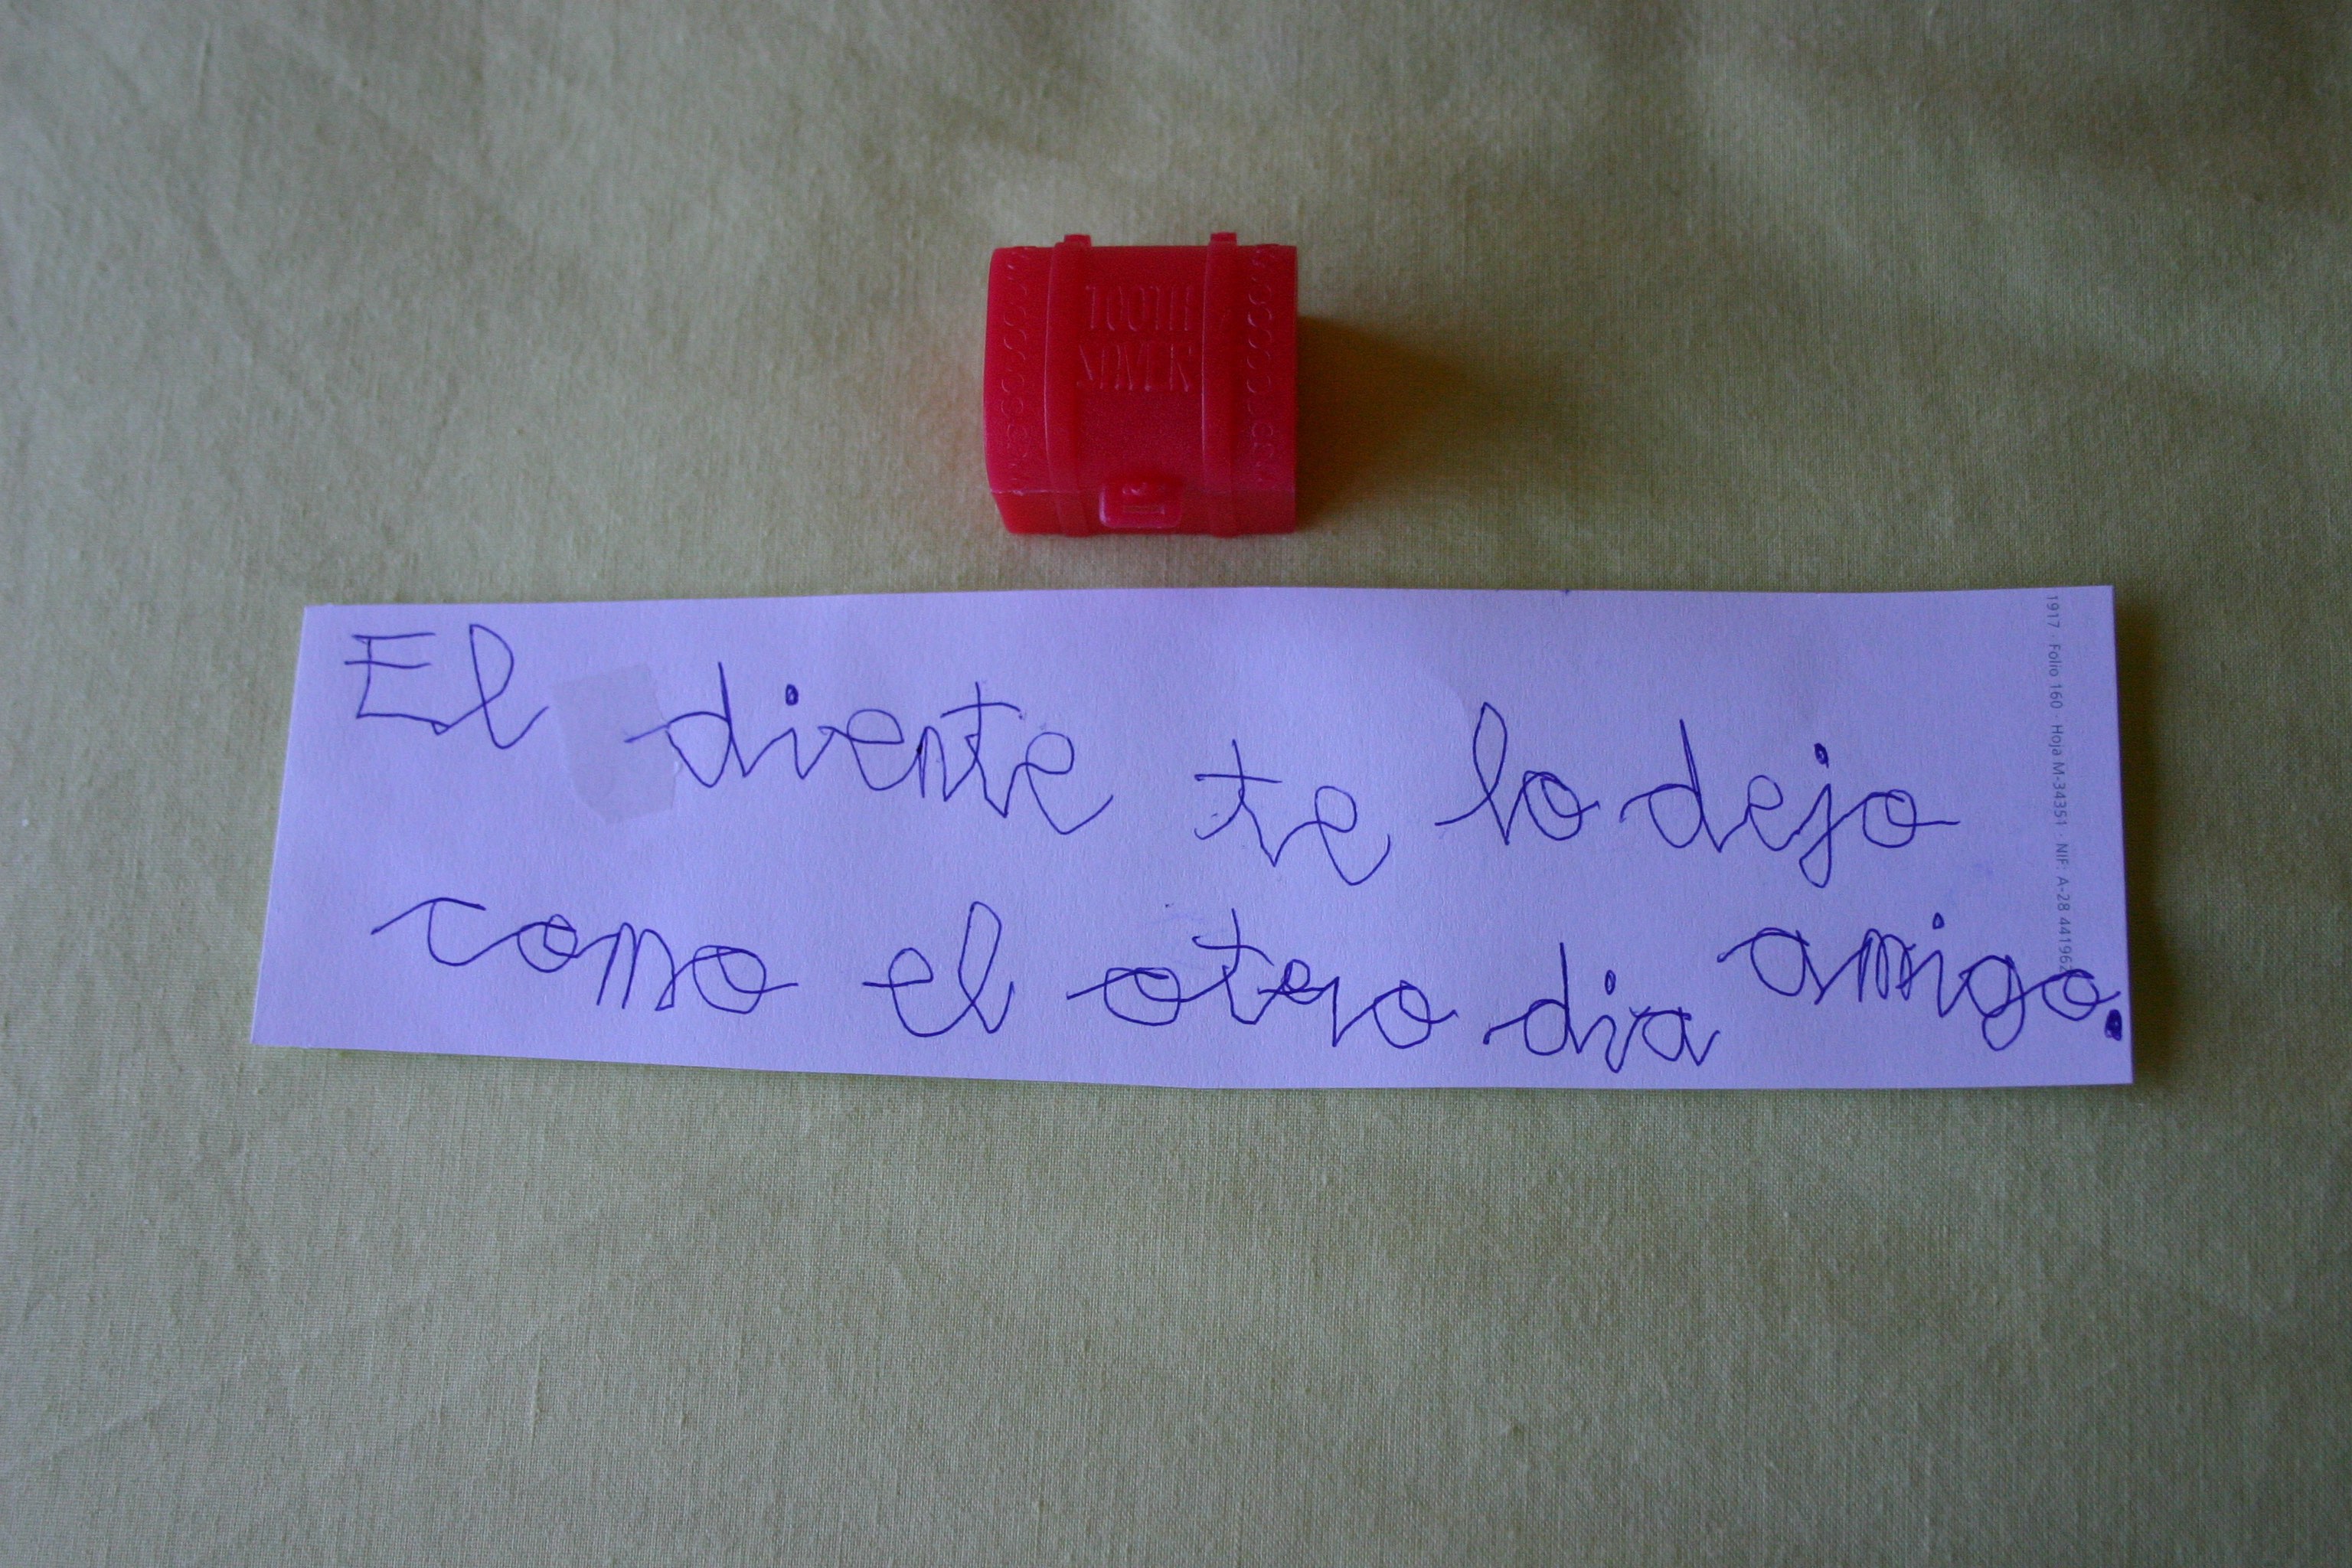 TOOTH
SAVER
El diente te lo dejo
como el otro dia amigo.
1917 Folio 160 Hoja M-34351 · NIF: A-28 44196